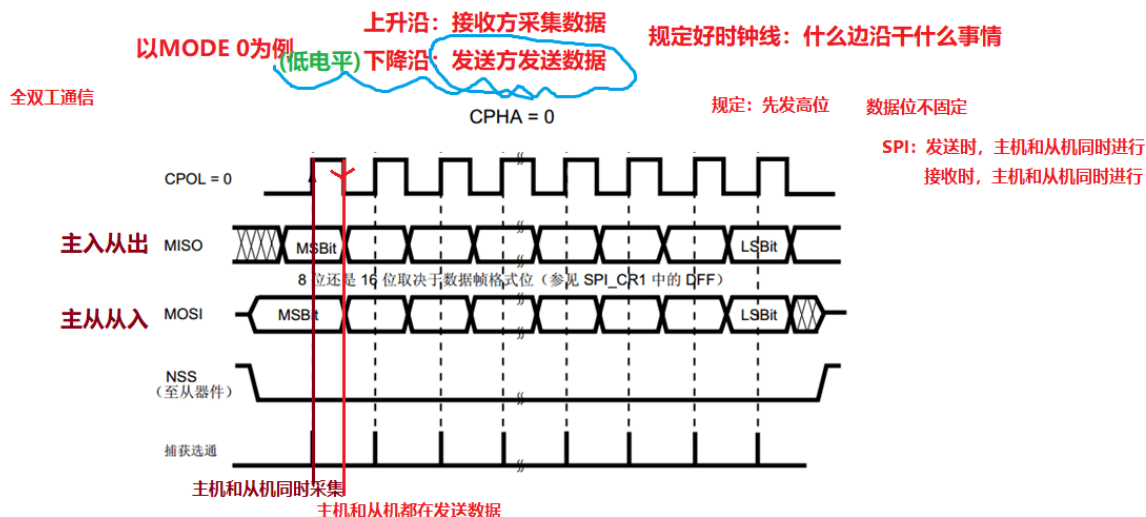 上升沿：接收方采集数据
以MODE 0为例
(低电平) 下降沿：发送方发送数据
规定好时钟线：什么边沿干什么事情
全双工通信
CPHA = 0
规定：先发高位 数据位不固定
SPI：发送时，主机和从机同时进行
接收时，主机和从机同时进行
CPOL = 0
主入从出 MISO MSBit LSBit
8 位还是 16 位取决于数据帧格式位（参见 SPI_CR1 中的 DFF）
主从从入 MOSI MSBit LSBit
NSS
（至从器件）
捕获选通
主机和从机同时采集
主机和从机都在发送数据